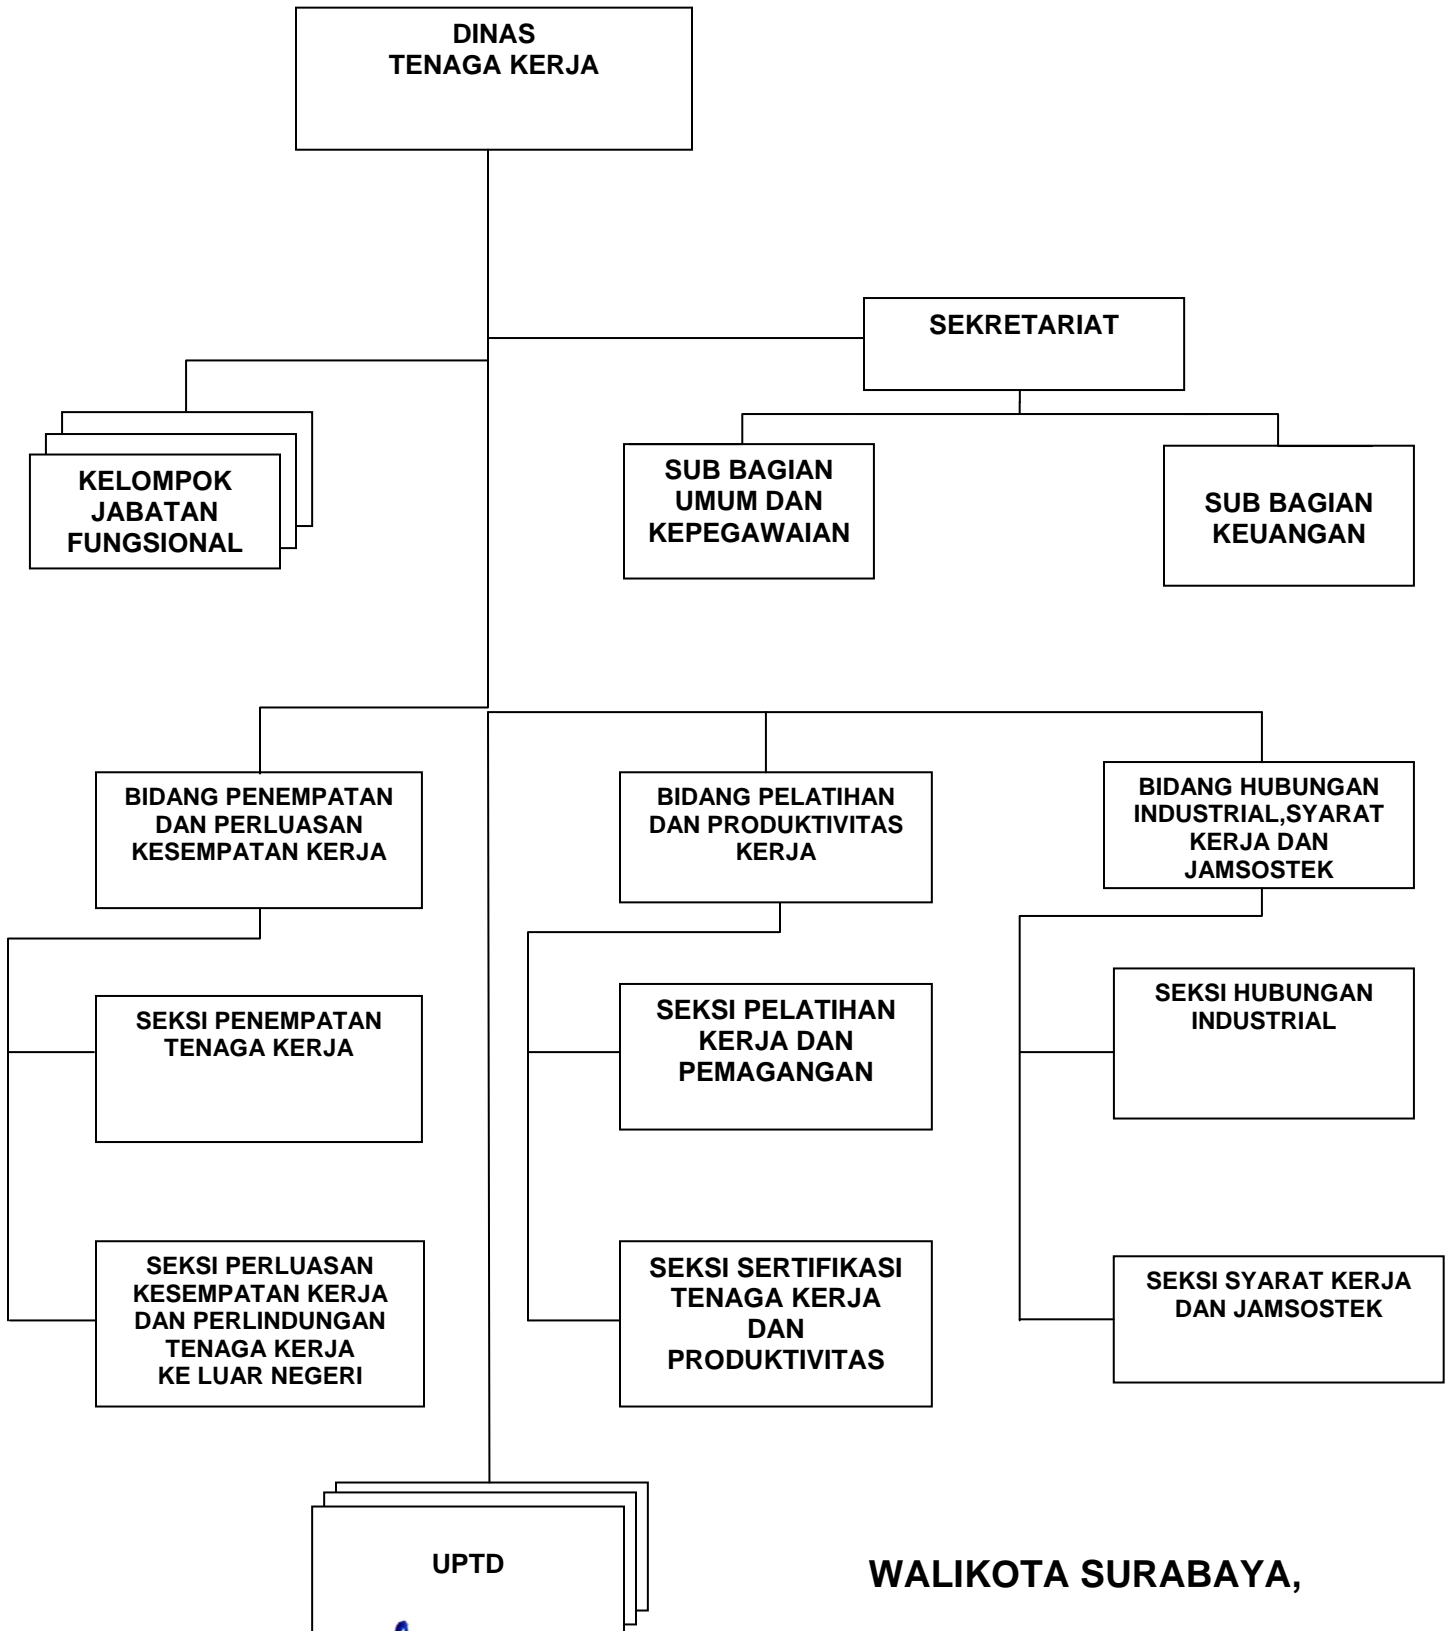 DINAS
TENAGA KERJA
SEKRETARIAT
KELOMPOK
JABATAN
FUNGSIONAL
SUB BAGIAN
UMUM DAN
KEPEGAWAIAN
SUB BAGIAN
KEUANGAN
BIDANG PENEMPATAN
DAN PERLUASAN
KESEMPATAN KERJA
BIDANG PELATIHAN
DAN PRODUKTIVITAS
KERJA
BIDANG HUBUNGAN
INDUSTRIAL,SYARAT
KERJA DAN
JAMSOSTEK
SEKSI PENEMPATAN
TENAGA KERJA
SEKSI PELATIHAN
KERJA DAN
PEMAGANGAN
SEKSI HUBUNGAN
INDUSTRIAL
SEKSI PERLUASAN
KESEMPATAN KERJA
DAN PERLINDUNGAN
TENAGA KERJA
KE LUAR NEGERI
SEKSI SERTIFIKASI
TENAGA KERJA
DAN
PRODUKTIVITAS
SEKSI SYARAT KERJA
DAN JAMSOSTEK
UPTD
WALIKOTA SURABAYA,